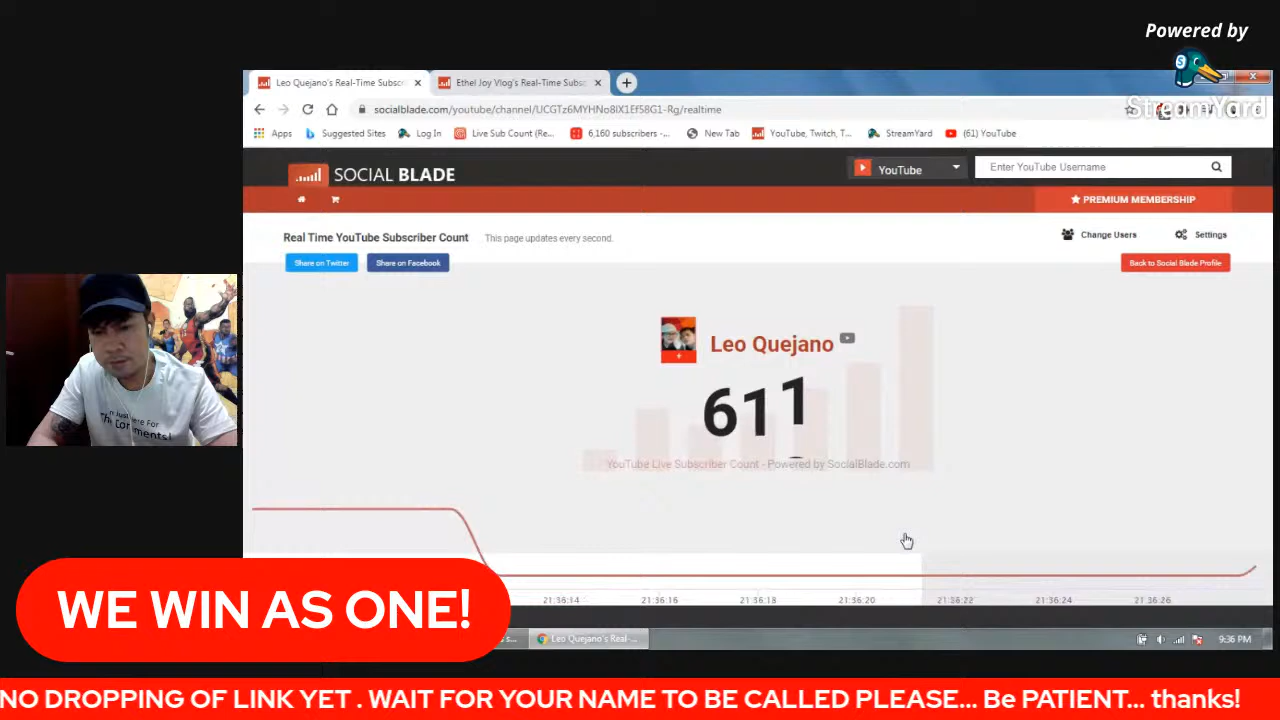 Powered by
StreamYard
Leo Quejano's Real-Time Subscri
Ethel Joy Vlog's Real-Time Subs
socialblade.com/youtube/channel/UCGTz6MYHNo8lX1Ef58G1-Rg/realtime
Apps
Suggested Sites
Log In
Live Sub Count (Re...
6,160 subscribers -...
New Tab
YouTube, Twitch, T...
StreamYard
(61) YouTube
SOCIAL BLADE
YouTube
Enter YouTube Username
PREMIUM MEMBERSHIP
Real Time YouTube Subscriber Count
This page updates every second.
Change Users
Settings
Share on Twitter
Share on Facebook
Back to Social Blade Profile
Leo Quejano
611
YouTube Live Subscriber Count - Powered by SocialBlade.com
21:36:14
21:36:16
21:36:18
21:36:20
21:36:22
21:36:24
21:36:26
Leo Quejano's Real-...
9:36 PM
WE WIN AS ONE!
NO DROPPING OF LINK YET . WAIT FOR YOUR NAME TO BE CALLED PLEASE... Be PATIENT... thanks!